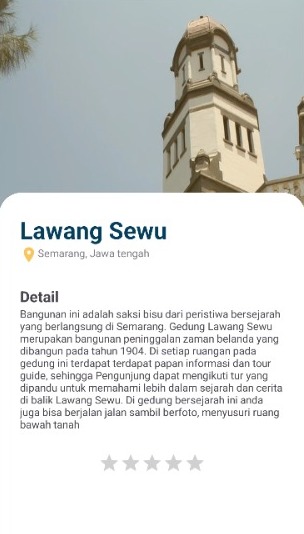 Lawang Sewu
Semarang, Jawa tengah
Detail
Bangunan ini adalah saksi bisu dari peristiwa bersejarah
yang berlangsung di Semarang. Gedung Lawang Sewu
merupakan bangunan peninggalan zaman belanda yang
dibangun pada tahun 1904. Di setiap ruangan pada
gedung ini terdapat terdapat papan informasi dan tour
guide, sehingga Pengunjung dapat mengikuti tur yang
dipandu untuk memahami lebih dalam sejarah dan cerita
di balik Lawang Sewu. Di gedung bersejarah ini anda
juga bisa berjalan jalan sambil berfoto, menyusuri ruang
bawah tanah